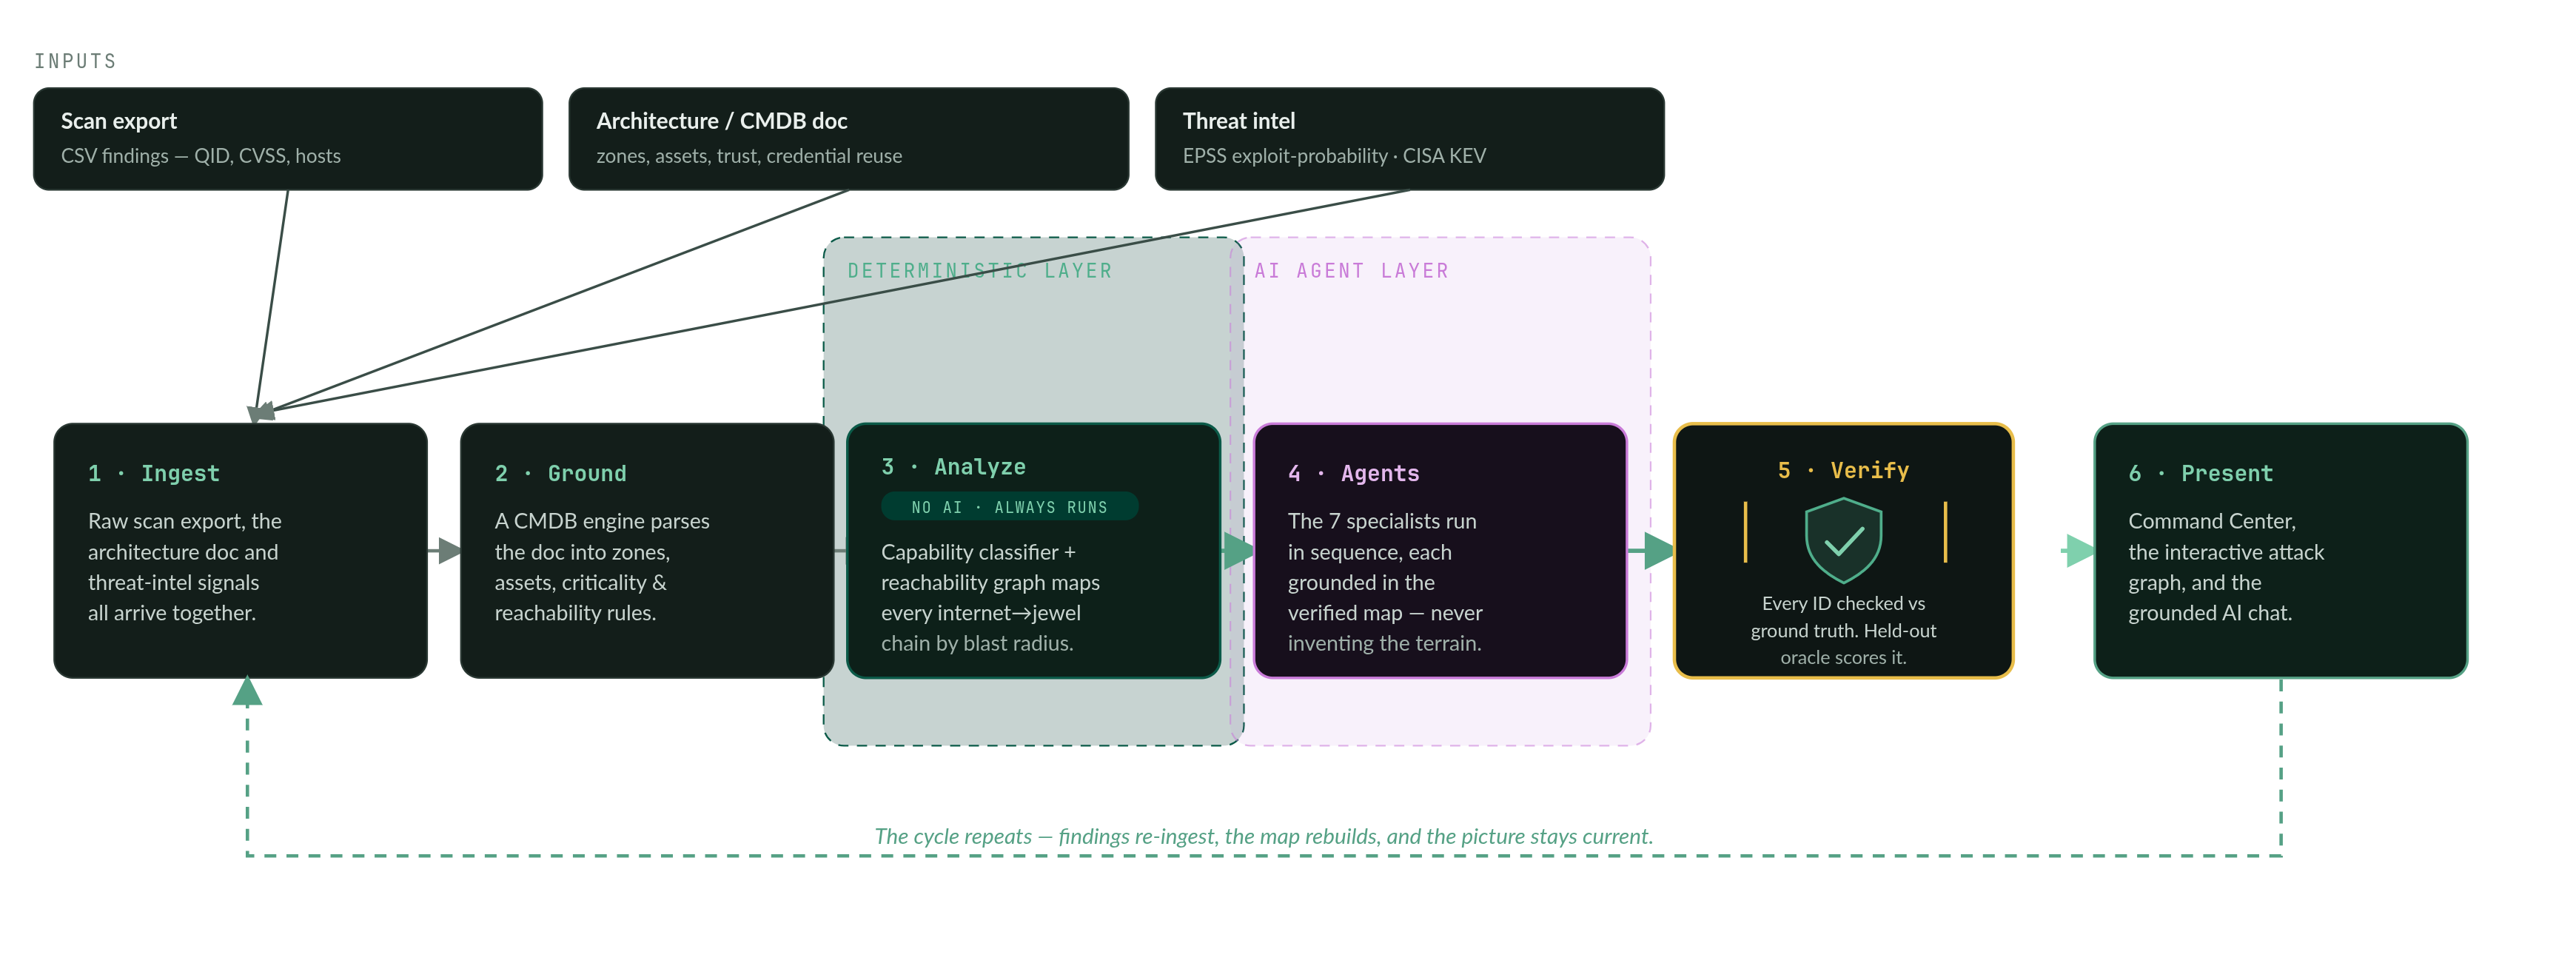 INPUTS
Scan export
CSV findings — QID, CVSS, hosts
Architecture / CMDB doc
zones, assets, trust, credential reuse
Threat intel
EPSS exploit-probability · CISA KEV
DETERMINISTIC LAYER
AI AGENT LAYER
1 · Ingest
Raw scan export, the
architecture doc and
threat-intel signals
all arrive together.
2 · Ground
A CMDB engine parses
the doc into zones,
assets, criticality &
reachability rules.
3 · Analyze
NO AI · ALWAYS RUNS
Capability classifier +
reachability graph maps
every internet→jewel
chain by blast radius.
4 · Agents
The 7 specialists run
in sequence, each
grounded in the
verified map — never
inventing the terrain.
5 · Verify
Every ID checked vs
ground truth. Held-out
oracle scores it.
6 · Present
Command Center,
the interactive attack
graph, and the
grounded AI chat.
The cycle repeats — findings re-ingest, the map rebuilds, and the picture stays current.